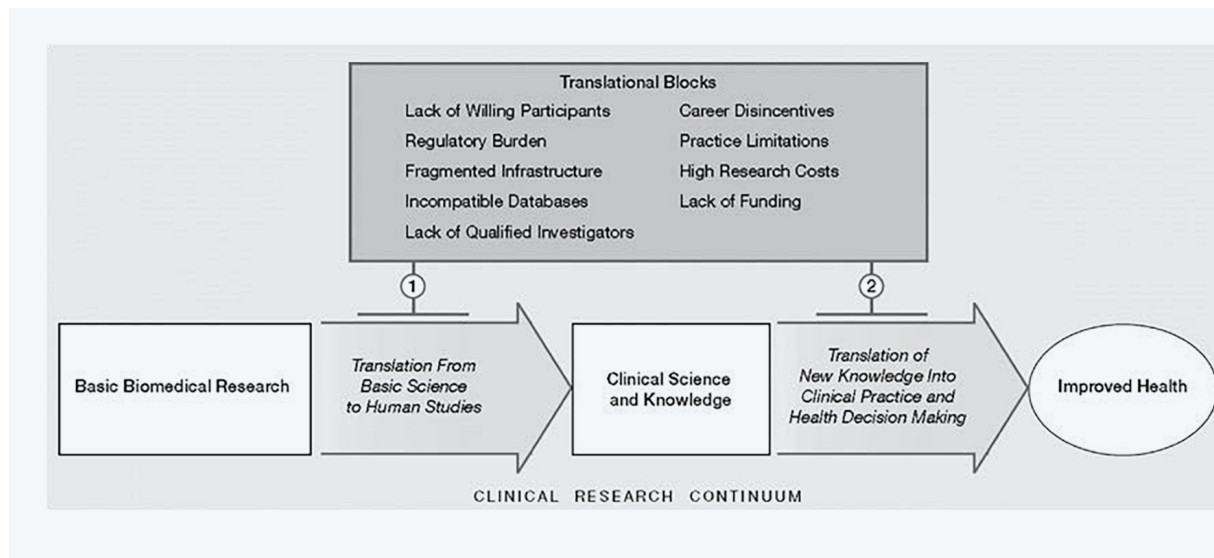 Translational Blocks
Lack of Willing Participants
Regulatory Burden
Fragmented Infrastructure
Incompatible Databases
Lack of Qualified Investigators
Career Disincentives
Practice Limitations
High Research Costs
Lack of Funding
1
2
Basic Biomedical Research
Translation From
Basic Science
to Human Studies
Clinical Science
and Knowledge
Translation of
New Knowledge Into
Clinical Practice and
Health Decision Making
Improved Health
CLINICAL RESEARCH CONTINUUM